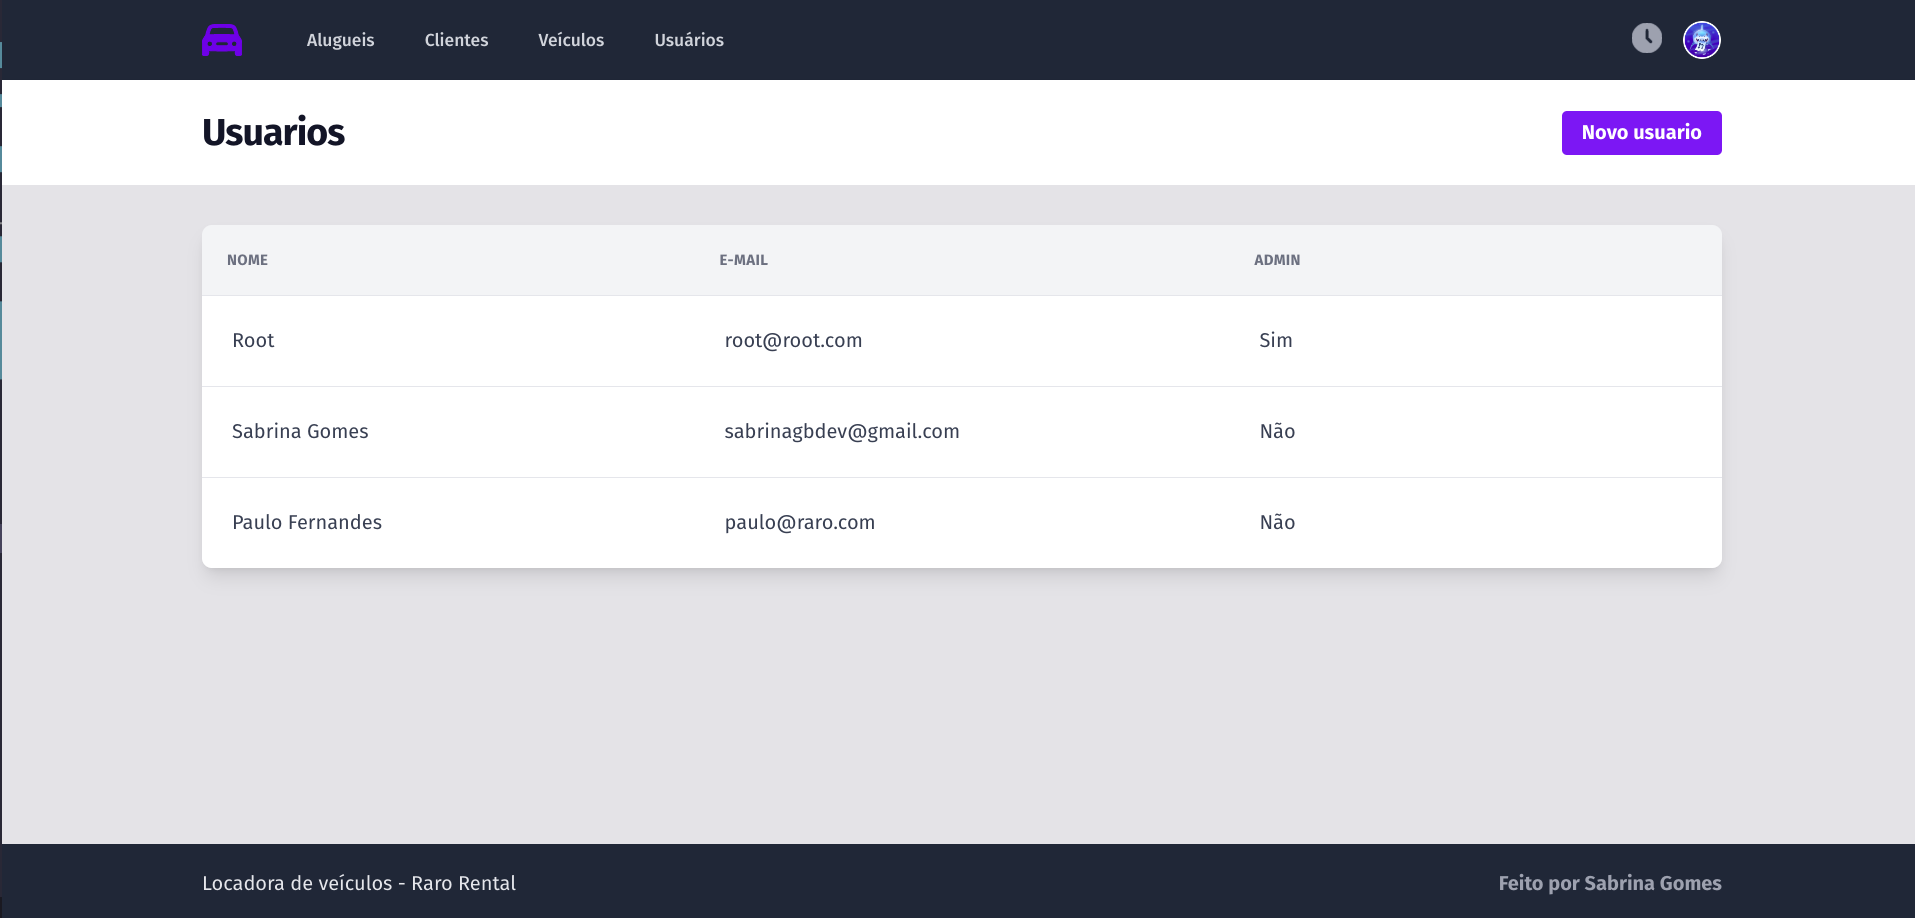 Alugueis Clientes Veículos Usuários
Usuarios Novo usuario
NOME E-MAIL ADMIN
Root root@root.com Sim
Sabrina Gomes sabrinagbdev@gmail.com Não
Paulo Fernandes paulo@raro.com Não
Locadora de veículos - Raro Rental Feito por Sabrina Gomes